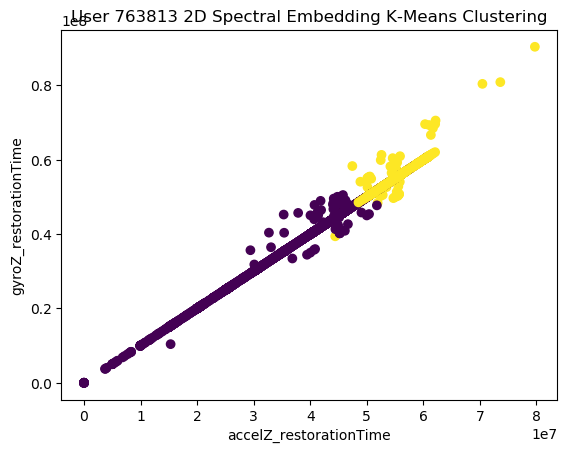 User 763813 2D Spectral Embedding K-Means Clustering
1e8
0.8
0.6
0.4
0.2
0.0
gyroZ_restorationTime
0 1 2 3 4 5 6 7 8
1e7
accelZ_restorationTime